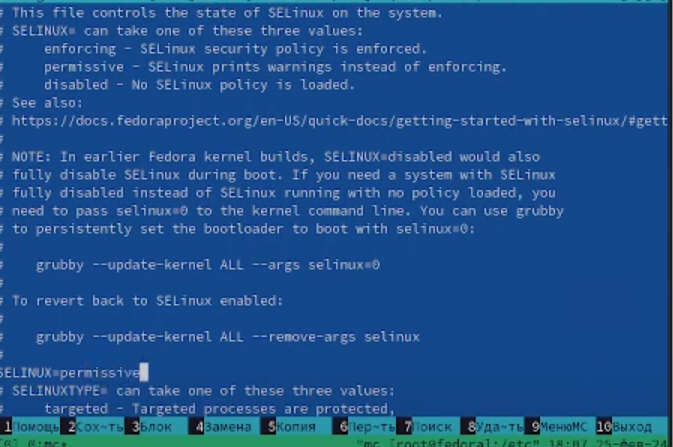 # This file controls the state of SELinux on the system.
# SELINUX= can take one of these three values:
#     enforcing - SELinux security policy is enforced.
#     permissive - SELinux prints warnings instead of enforcing.
#     disabled - No SELinux policy is loaded.
# See also:
# https://docs.fedoraproject.org/en-US/quick-docs/getting-started-with-selinux/#gett
#
# NOTE: In earlier Fedora kernel builds, SELINUX=disabled would also
# fully disable SELinux during boot. If you need a system with SELinux
# fully disabled instead of SELinux running with no policy loaded, you
# need to pass selinux=0 to the kernel command line. You can use grubby
# to persistently set the bootloader to boot with selinux=0:
#
#    grubby --update-kernel ALL --args selinux=0
#
# To revert back to SELinux enabled:
#
#    grubby --update-kernel ALL --remove-args selinux
#
SELINUX=permissive
# SELINUXTYPE= can take one of these three values:
#     targeted - Targeted processes are protected,
1Помощь 2Сох~ть 3Блок 4Замена 5Копия 6Пер~ть 7Поиск 8Уда~ть 9МенюMC 10Выход
[0] 0:mc* "mc [root@fedora]:/etc" 18:07 25-фев-24